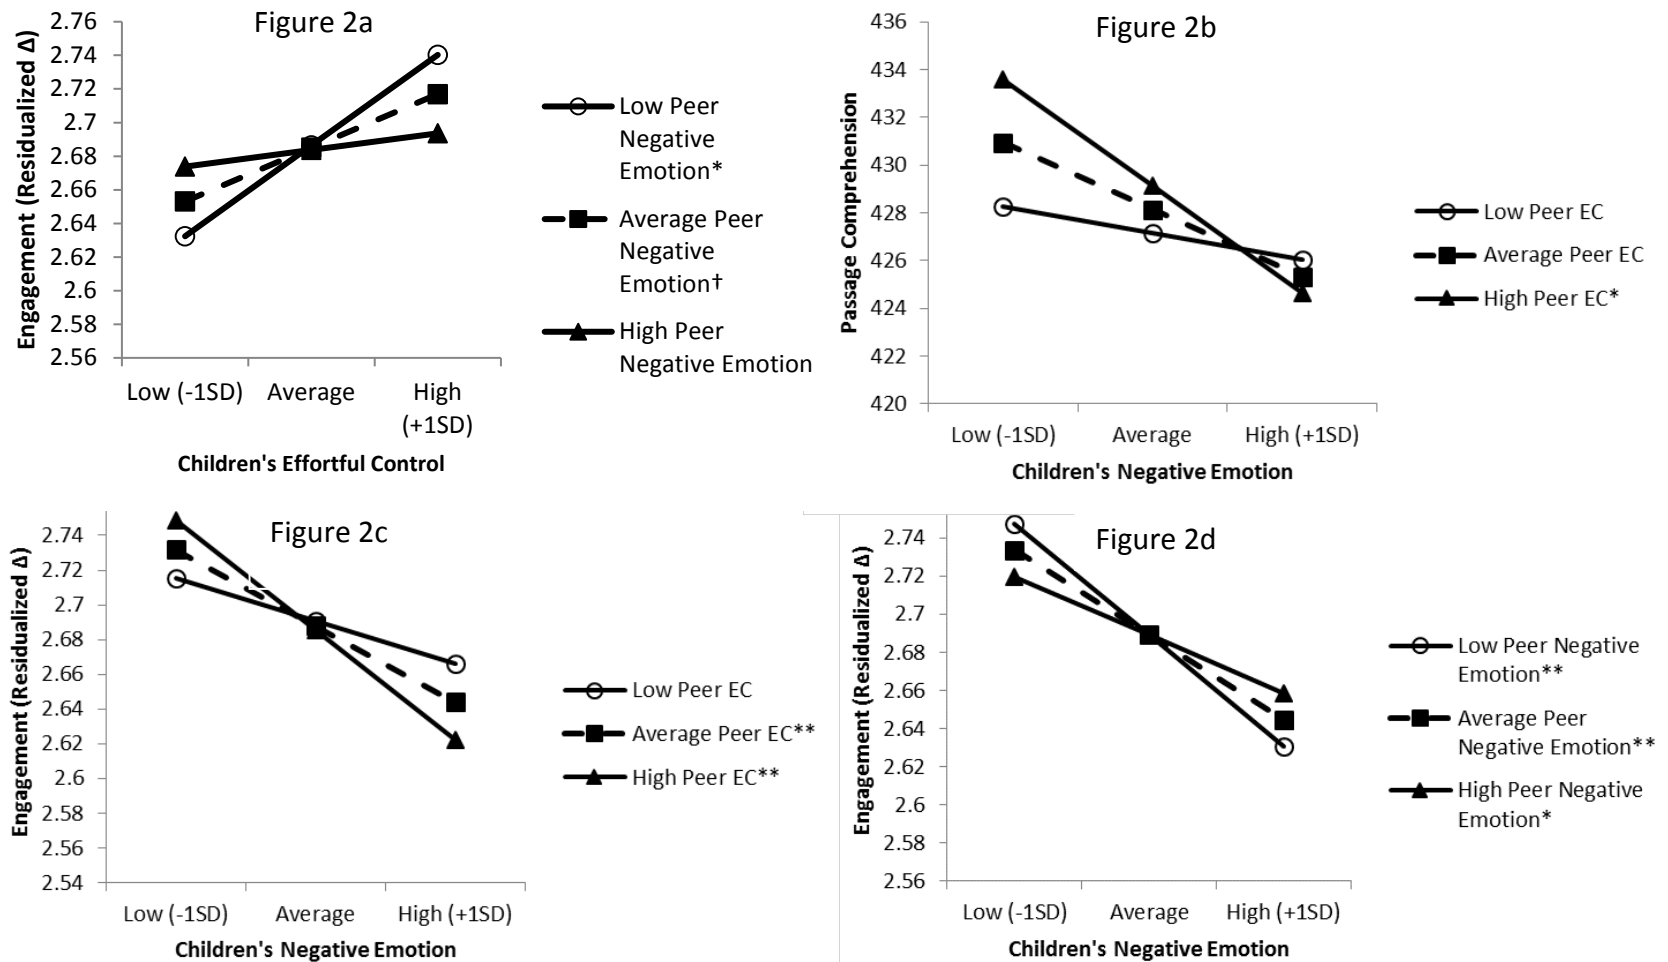 Figure 2a
Engagement (Residualized Δ)
2.76
2.74
2.72
2.7
2.68
2.66
2.64
2.62
2.6
2.58
2.56
Low (-1SD)
Average
High
(+1SD)
Children's Effortful Control
Low Peer
Negative
Emotion*
Average Peer
Negative
Emotion†
High Peer
Negative Emotion
Figure 2b
Passage Comprehension
436
434
432
430
428
426
424
422
420
Low (-1SD)
Average
High (+1SD)
Children's Negative Emotion
Low Peer EC
Average Peer EC
High Peer EC*
Figure 2c
Engagement (Residualized Δ)
2.74
2.72
2.7
2.68
2.66
2.64
2.62
2.6
2.58
2.56
2.54
Low (-1SD)
Average
High (+1SD)
Children's Negative Emotion
Low Peer EC
Average Peer EC**
High Peer EC**
Figure 2d
Engagement (Residualized Δ)
2.74
2.72
2.7
2.68
2.66
2.64
2.62
2.6
2.58
2.56
Low (-1SD)
Average
High (+1SD)
Children's Negative Emotion
Low Peer Negative
Emotion**
Average Peer
Negative Emotion**
High Peer Negative
Emotion*